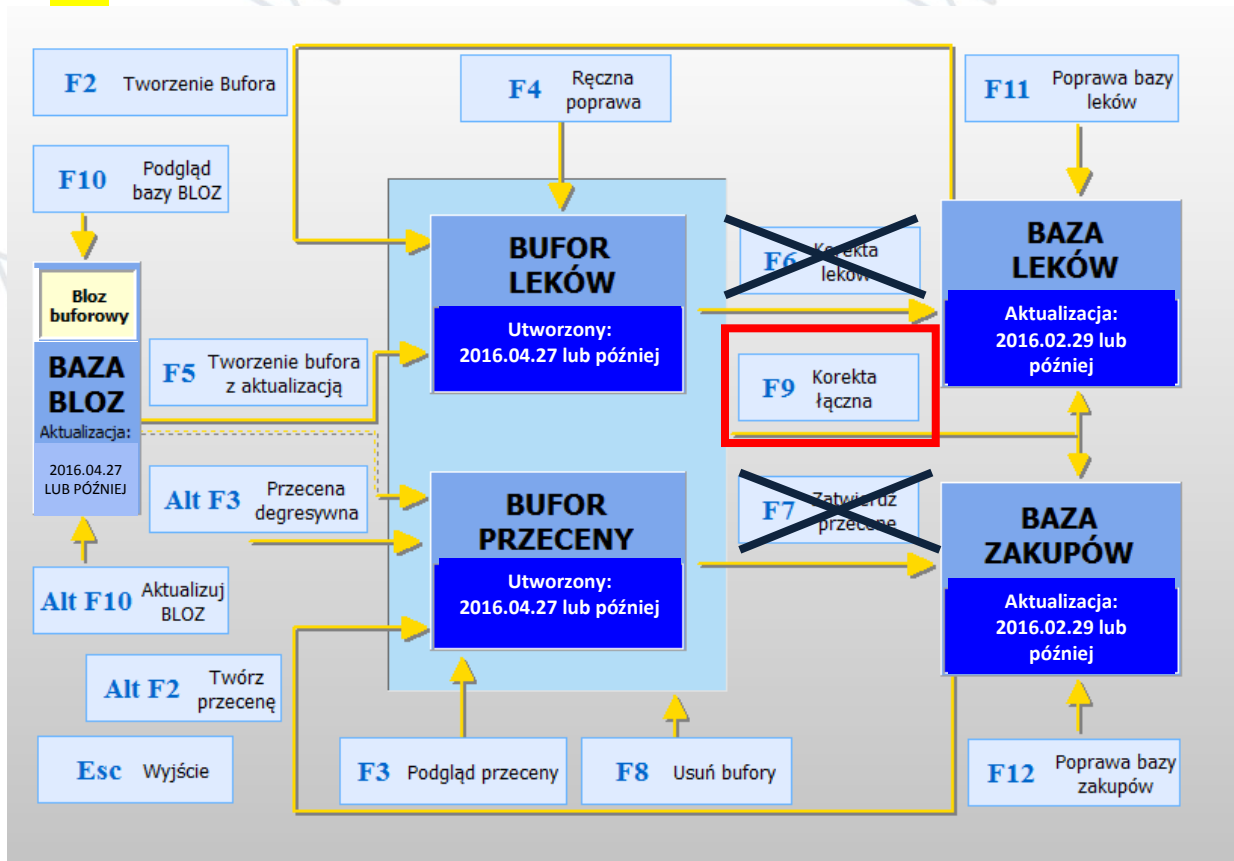 F2 Tworzenie Bufora
F4 Ręczna
poprawa
F11 Poprawa bazy
leków
F10 Podgląd
bazy BLOZ
BUFOR
LEKÓW
Utworzony:
2016.04.27 lub później
F6 Korekta
leków
BAZA
LEKÓW
Aktualizacja:
2016.02.29 lub
później
Bloz
buforowy
BAZA
BLOZ
Aktualizacja:
2016.04.27
LUB PÓŹNIEJ
F5 Tworzenie bufora
z aktualizacją
F9 Korekta
łączna
Alt F3 Przecena
degresywna
BUFOR
PRZECENY
Utworzony:
2016.04.27 lub później
F7 Zatwierdź
przecenę
BAZA
ZAKUPÓW
Aktualizacja:
2016.02.29 lub
później
Alt F10 Aktualizuj
BLOZ
Alt F2 Twórz
przecenę
Esc Wyjście
F3 Podgląd przeceny
F8 Usuń bufory
F12 Poprawa bazy
zakupów